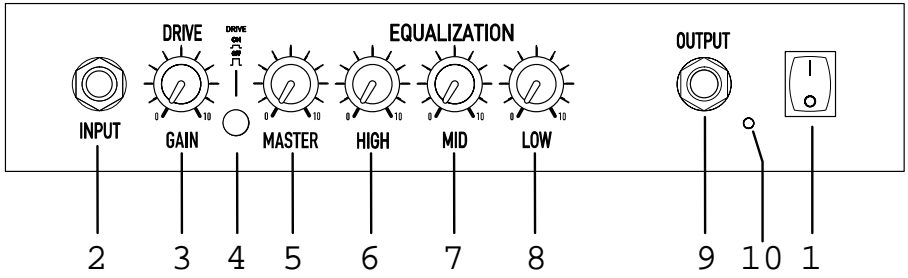 DRIVE
DRIVE
ON
OFF
EQUALIZATION
OUTPUT
INPUT
0 10
GAIN
0 10
MASTER
0 10
HIGH
0 10
MID
0 10
LOW
2 3 4 5 6 7 8 9 10 1